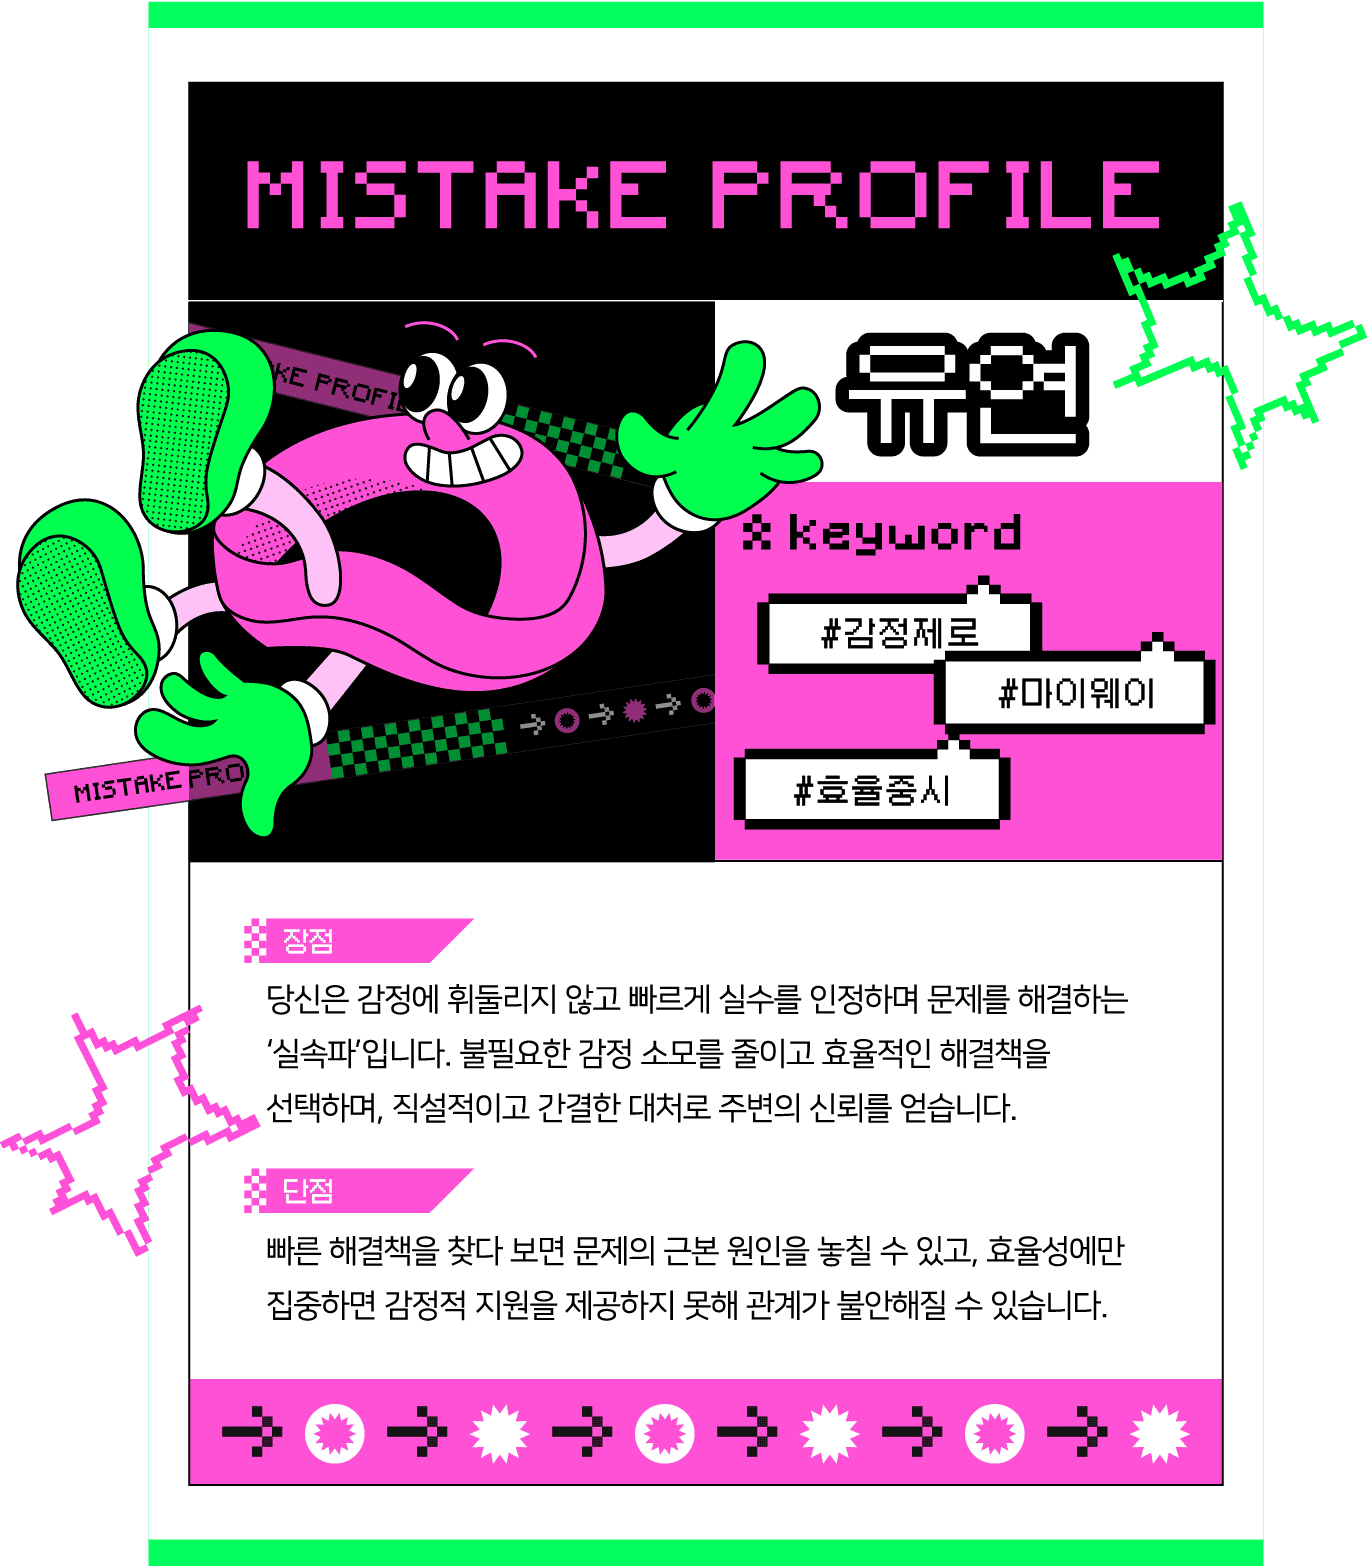 MISTAKE PROFILE
KE PROFIL
유연
keyword
#감정제로
#마이웨이
#효율중시
MISTAKE PRO
장점
당신은 감정에 휘둘리지 않고 빠르게 실수를 인정하며 문제를 해결하는
‘실속파’입니다. 불필요한 감정 소모를 줄이고 효율적인 해결책을
선택하며, 직설적이고 간결한 대처로 주변의 신뢰를 얻습니다.
단점
빠른 해결책을 찾다 보면 문제의 근본 원인을 놓칠 수 있고, 효율성에만
집중하면 감정적 지원을 제공하지 못해 관계가 불안해질 수 있습니다.